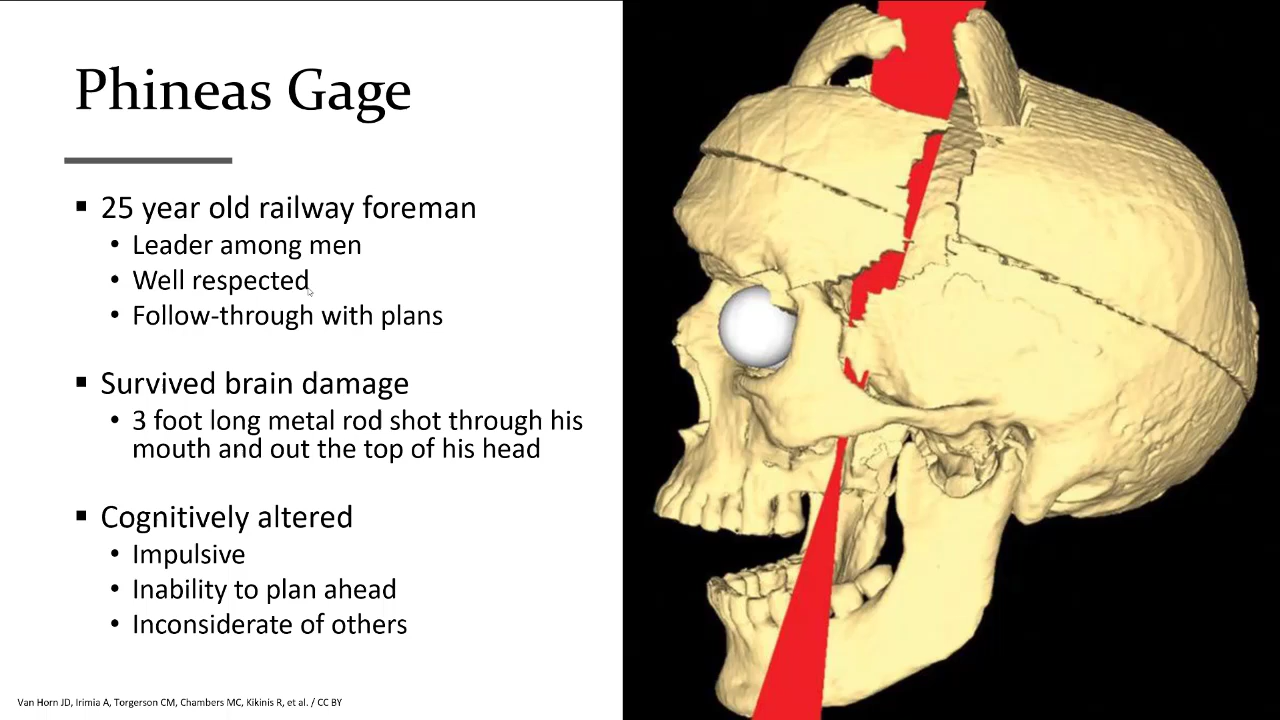 Phineas Gage
▪ 25 year old railway foreman
• Leader among men
• Well respected
• Follow-through with plans
▪ Survived brain damage
• 3 foot long metal rod shot through his
mouth and out the top of his head
▪ Cognitively altered
• Impulsive
• Inability to plan ahead
• Inconsiderate of others
Van Horn JD, Irimia A, Torgerson CM, Chambers MC, Kikinis R, et al. / CC BY